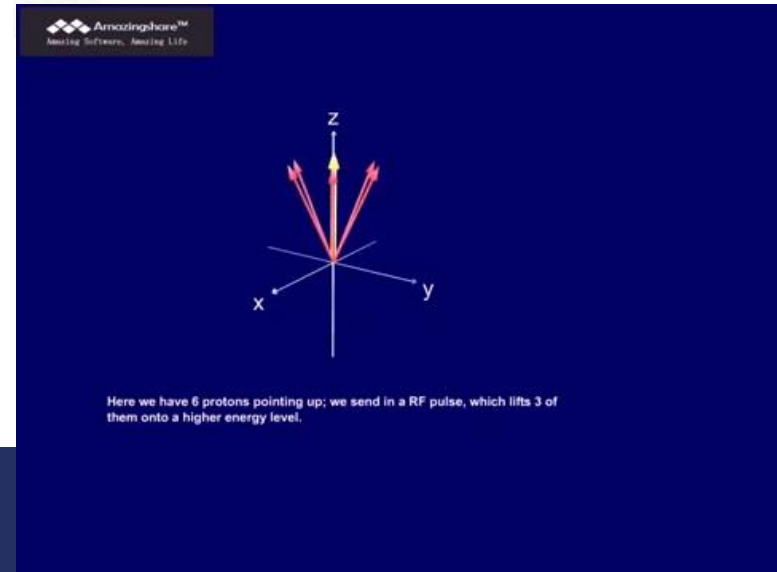 Amazingshare™
Amazing Software, Amazing Life
z
x
y
Here we have 6 protons pointing up; we send in a RF pulse, which lifts 3 of
them onto a higher energy level.